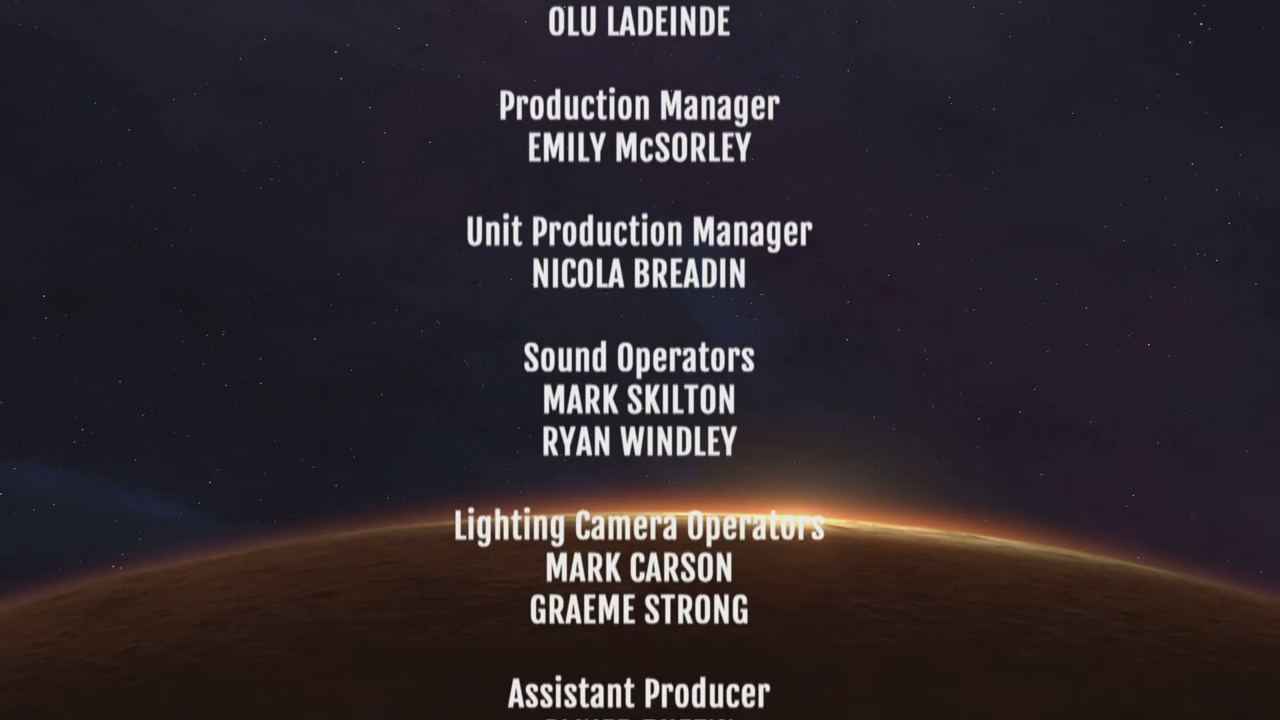 OLU LADEINDE
Production Manager
EMILY McSORLEY
Unit Production Manager
NICOLA BREADIN
Sound Operators
MARK SKILTON
RYAN WINDLEY
Lighting Camera Operators
MARK CARSON
GRAEME STRONG
Assistant Producer